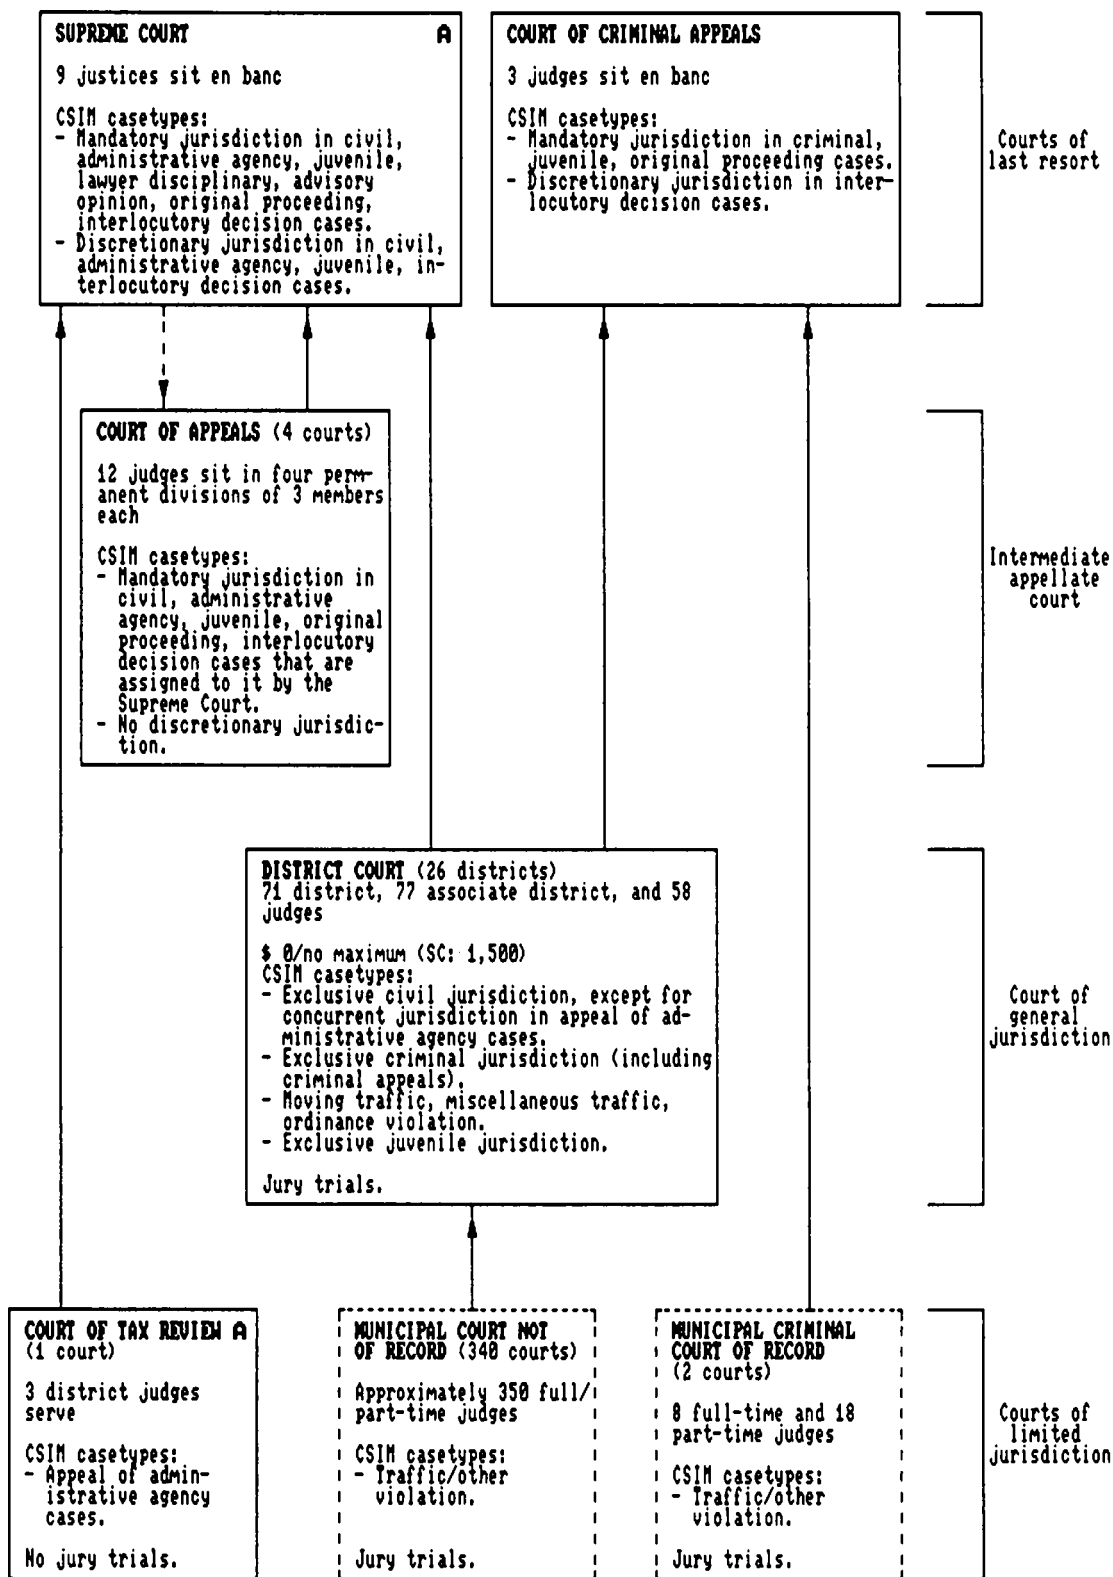 SUPREME COURT A
9 justices sit en banc
CSIM casetypes:
- Mandatory jurisdiction in civil,
administrative agency, juvenile,
lawyer disciplinary, advisory
opinion, original proceeding,
interlocutory decision cases.
- Discretionary jurisdiction in civil,
administrative agency, juvenile, in-
terlocutory decision cases.
COURT OF CRIMINAL APPEALS
3 judges sit en banc
CSIM casetypes:
- Mandatory jurisdiction in criminal,
juvenile, original proceeding cases.
- Discretionary jurisdiction in inter-
locutory decision cases.
Courts of
last resort
COURT OF APPEALS (4 courts)
12 judges sit in four perm-
anent divisions of 3 members
each
CSIM casetypes:
- Mandatory jurisdiction in
civil, administrative
agency, juvenile, original
proceeding, interlocutory
decision cases that are
assigned to it by the
Supreme Court.
- No discretionary jurisdic-
tion.
Intermediate
appellate
court
DISTRICT COURT (26 districts)
71 district, 77 associate district, and 58
judges
$ 0/no maximum (SC: 1,500)
CSIM casetypes:
- Exclusive civil jurisdiction, except for
concurrent jurisdiction in appeal of ad-
ministrative agency cases.
- Exclusive criminal jurisdiction (including
criminal appeals).
- Moving traffic, miscellaneous traffic,
ordinance violation.
- Exclusive juvenile jurisdiction.
Jury trials.
Court of
general
jurisdiction
COURT OF TAX REVIEW A
(1 court)
3 district judges
serve
CSIM casetypes:
- Appeal of admin-
istrative agency
cases.
No jury trials.
MUNICIPAL COURT NOT
OF RECORD (340 courts)
Approximately 350 full/
part-time judges
CSIM casetypes:
- Traffic/other
violation.
Jury trials.
MUNICIPAL CRIMINAL
COURT OF RECORD
(2 courts)
8 full-time and 18
part-time judges
CSIM casetypes:
- Traffic/other
violation.
Jury trials.
Courts of
limited
jurisdiction